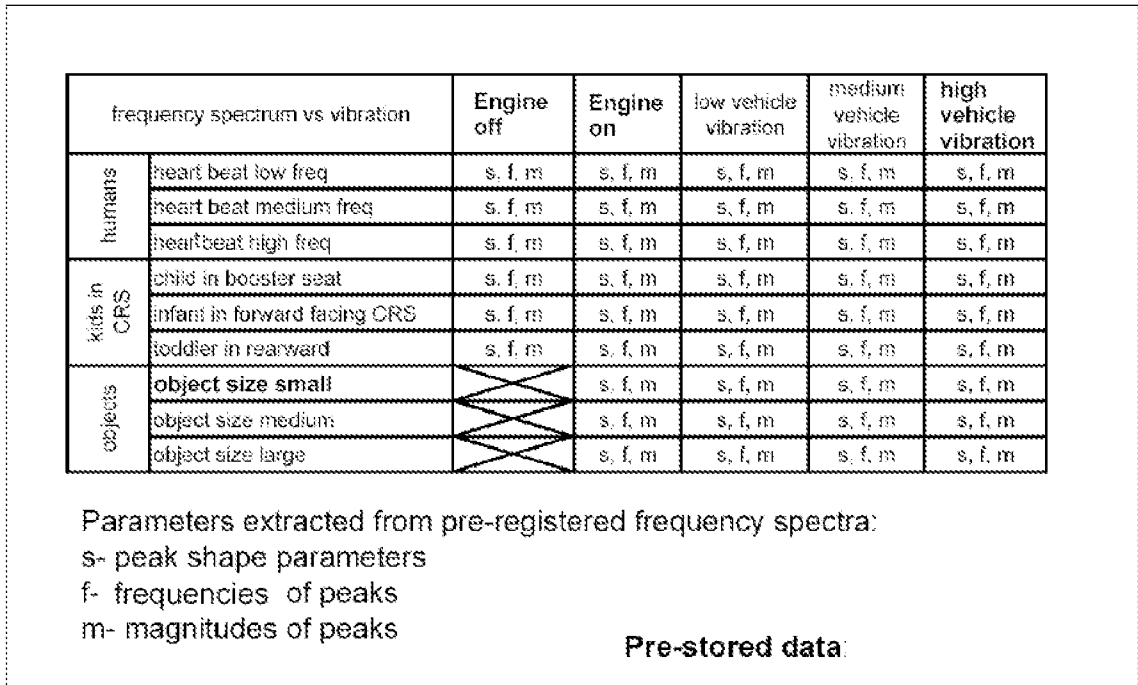 frequency spectrum vs vibration | Engine off | Engine on | low vehicle vibration | medium vehicle vibration | high vehicle vibration
humans
heart beat low freq | s, f, m | s, f, m | s, f, m | s, f, m | s, f, m
heart beat medium freq | s. f, m | s, f, m | s, f, m | s. f, m | s, f, m
heartbeat high freq | s. f, m | s, f, m | s, f, m | s. f, m | s, f, m
kids in CRS
child in booster seat | s. f, m | s, f, m | s, f, m | s, f, m | s, f, m
infant in forward facing CRS | s. f, m | s, f, m | s, f, m | s, f, m | s, f, m
toddler in rearward | s, f, m | s, f, m | s, f, m | s, f, m | s, f, m
objects
object size small | s, f, m | s, f, m | s, f, m | s, f, m
object size medium | s, f, m | s, f, m | s, f, m | s, f, m
object size large | s, f, m | s, f, m | s, f, m | s, f, m
Parameters extracted from pre-registered frequency spectra:
s- peak shape parameters
f- frequencies of peaks
m- magnitudes of peaks
Pre-stored data: